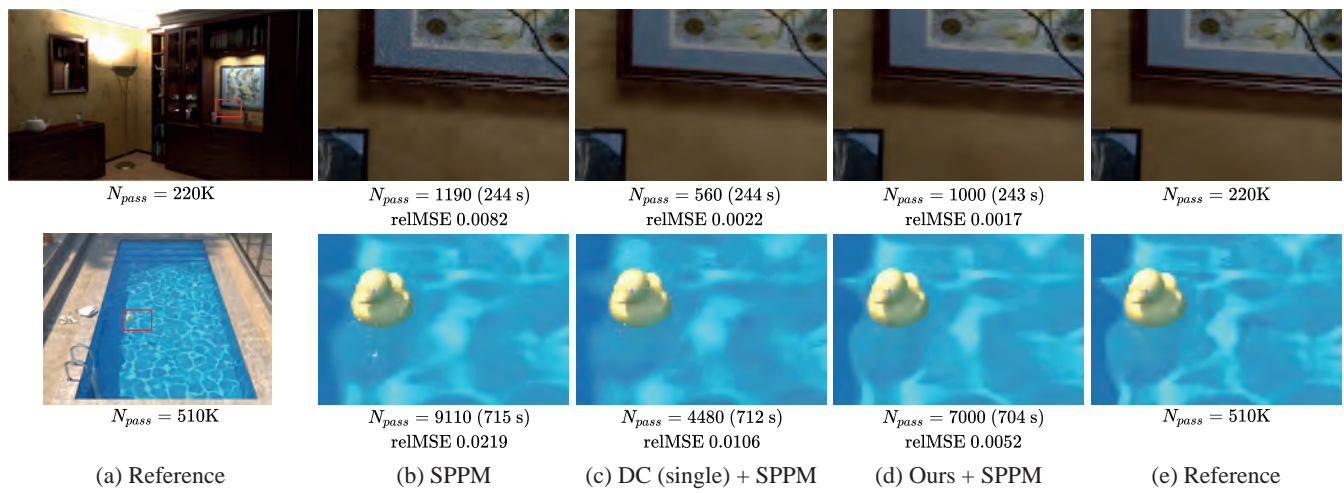 N_pass = 220K
N_pass = 1190 (244 s)
relMSE 0.0082
N_pass = 560 (244 s)
relMSE 0.0022
N_pass = 1000 (243 s)
relMSE 0.0017
N_pass = 220K
N_pass = 510K
N_pass = 9110 (715 s)
relMSE 0.0219
N_pass = 4480 (712 s)
relMSE 0.0106
N_pass = 7000 (704 s)
relMSE 0.0052
N_pass = 510K
(a) Reference
(b) SPPM
(c) DC (single) + SPPM
(d) Ours + SPPM
(e) Reference